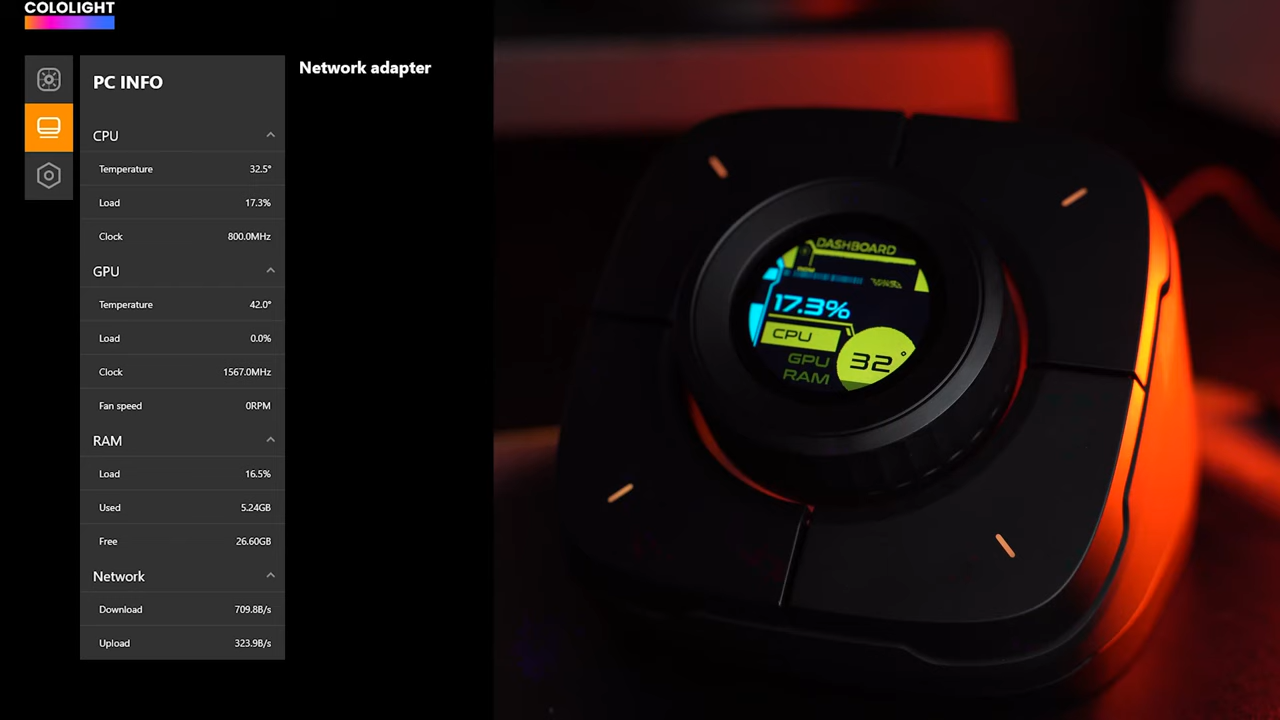 COLOLIGHT
PC INFO
Network adapter
CPU
Temperature 32.5°
Load 17.3%
Clock 800.0MHz
GPU
Temperature 42.0°
Load 0.0%
Clock 1567.0MHz
Fan speed 0RPM
RAM
Load 16.5%
Used 5.24GB
Free 26.60GB
Network
Download 709.8B/s
Upload 323.9B/s
DASHBOARD
17.3%
CPU
32°
GPU
RAM